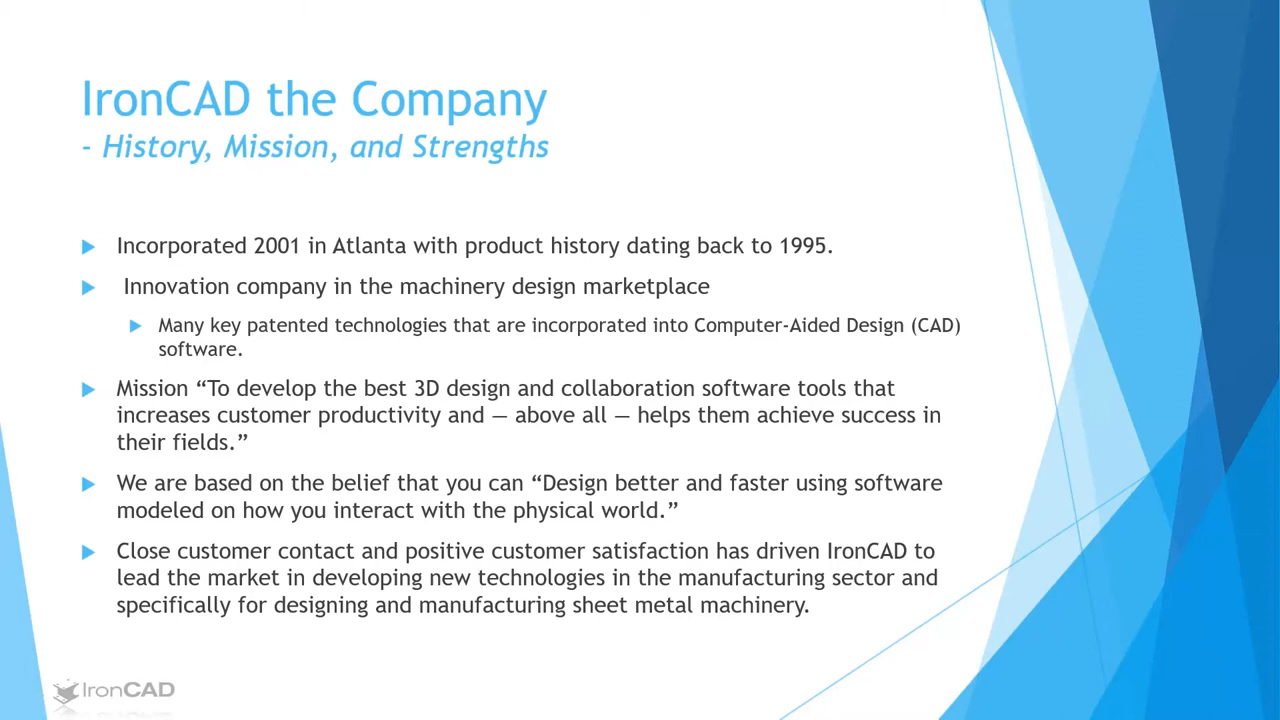 IronCAD the Company
- History, Mission, and Strengths
Incorporated 2001 in Atlanta with product history dating back to 1995.
Innovation company in the machinery design marketplace
Many key patented technologies that are incorporated into Computer-Aided Design (CAD)
software.
Mission “To develop the best 3D design and collaboration software tools that
increases customer productivity and — above all — helps them achieve success in
their fields.”
We are based on the belief that you can “Design better and faster using software
modeled on how you interact with the physical world.”
Close customer contact and positive customer satisfaction has driven IronCAD to
lead the market in developing new technologies in the manufacturing sector and
specifically for designing and manufacturing sheet metal machinery.
IronCAD